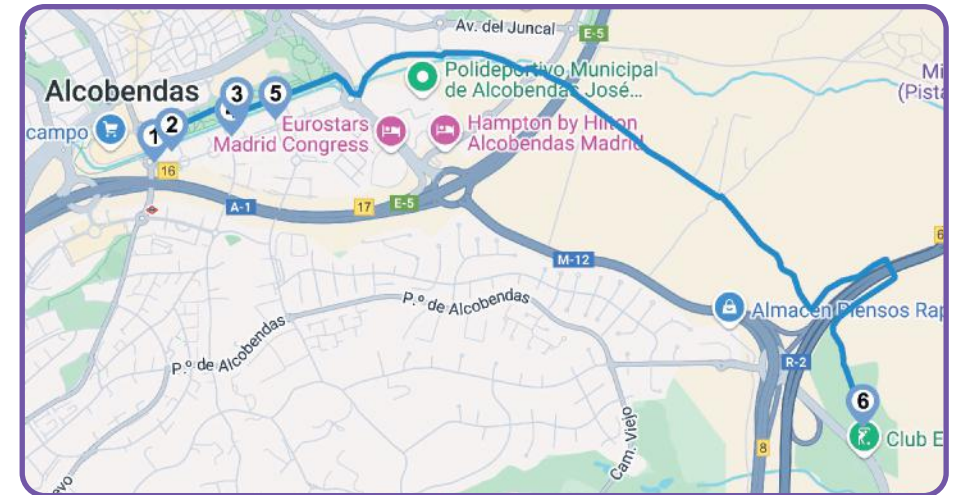 Av. del Juncal
E-5
Alcobendas
Polideportivo Municipal
de Alcobendas José...
Mi
(Pista
campo
1
2
3
5
Eurostars
Madrid Congress
Hampton by Hilton
Alcobendas Madrid
16
A-1
17
E-5
6
M-12
P.º de Alcobendas
Almacén Piensos Rap
P.º de Alcobendas
R-2
6
Cam. Viejo
Club E
8
evo